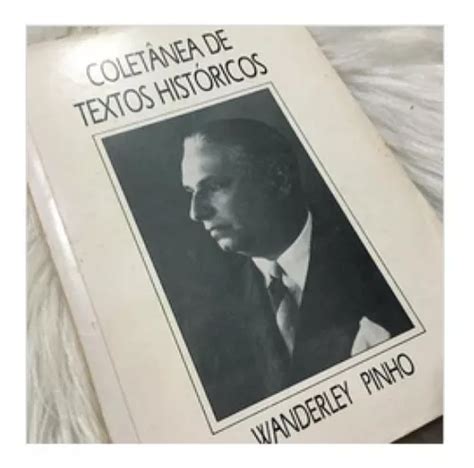 COLETÂNEA DE
TEXTOS HISTÓRICOS
WANDERLEY PINHO